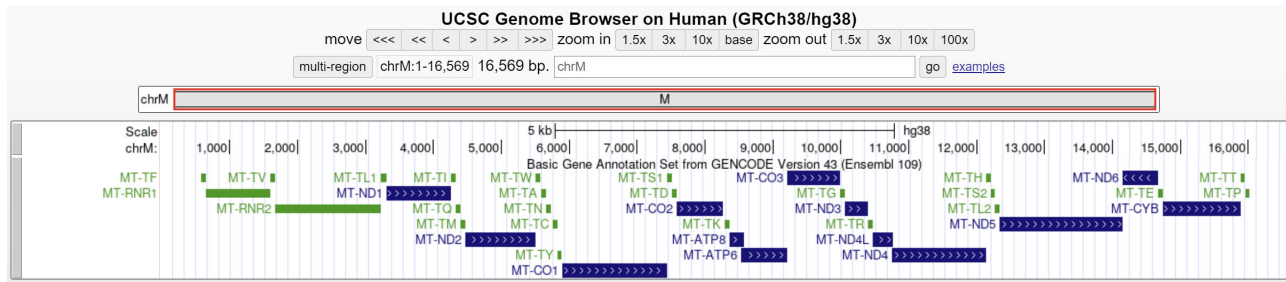 UCSC Genome Browser on Human (GRCh38/hg38)
move <<< << < > >> >>> zoom in 1.5x 3x 10x base zoom out 1.5x 3x 10x 100x
multi-region chrM:1-16,569 16,569 bp. chrM go examples
chrM M
Scale 5 kb hg38
chrM: 1,000 2,000 3,000 4,000 5,000 6,000 7,000 8,000 9,000 10,000 11,000 12,000 13,000 14,000 15,000 16,000
Basic Gene Annotation Set from GENCODE Version 43 (Ensembl 109)
MT-TF MT-TV MT-TL1 MT-TI MT-TW MT-TS1 MT-CO3 MT-TH MT-ND6 MT-TT
MT-RNR1 MT-ND1 MT-TA MT-TD MT-TG MT-TS2 MT-TE MT-TP
MT-RNR2 MT-TQ MT-TN MT-CO2 MT-ND3 MT-TL2 MT-CYB
MT-TM MT-TC MT-TK MT-TR MT-ND5
MT-ND2 MT-ATP8 MT-ND4L
MT-TY MT-ATP6 MT-ND4
MT-CO1